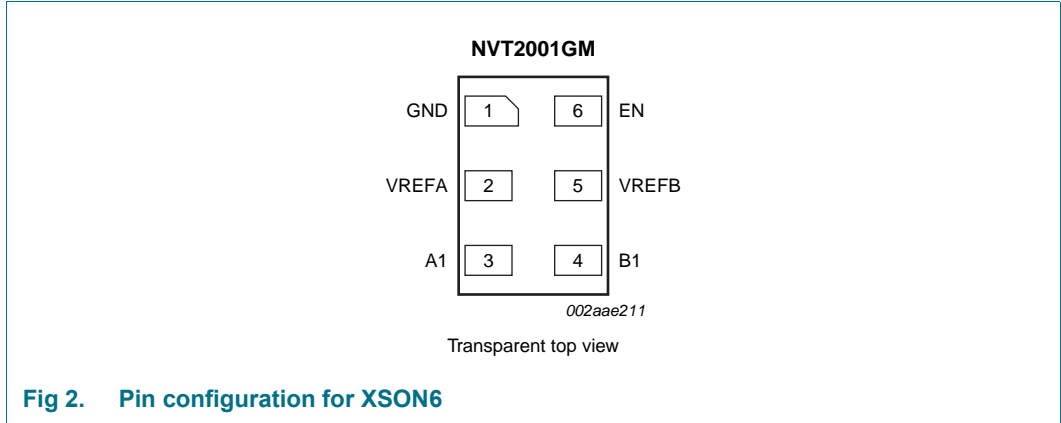 NVT2001GM
GND 1 6 EN
VREFA 2 5 VREFB
A1 3 4 B1
002aae211
Transparent top view
Fig 2. Pin configuration for XSON6